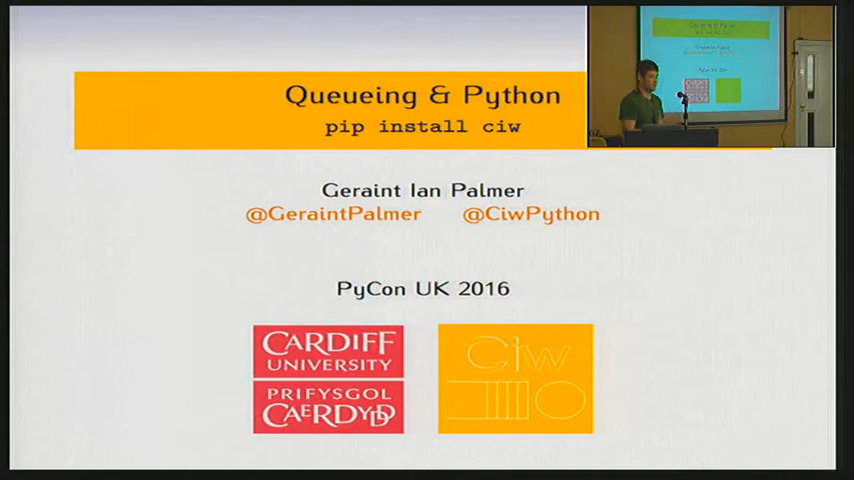 Queueing & Python
pip install ciw
Geraint Ian Palmer
@GeraintPalmer @CiwPython
PyCon UK 2016
CARDIFF
UNIVERSITY
PRIFYSGOL
CAERDYDD
Ciw